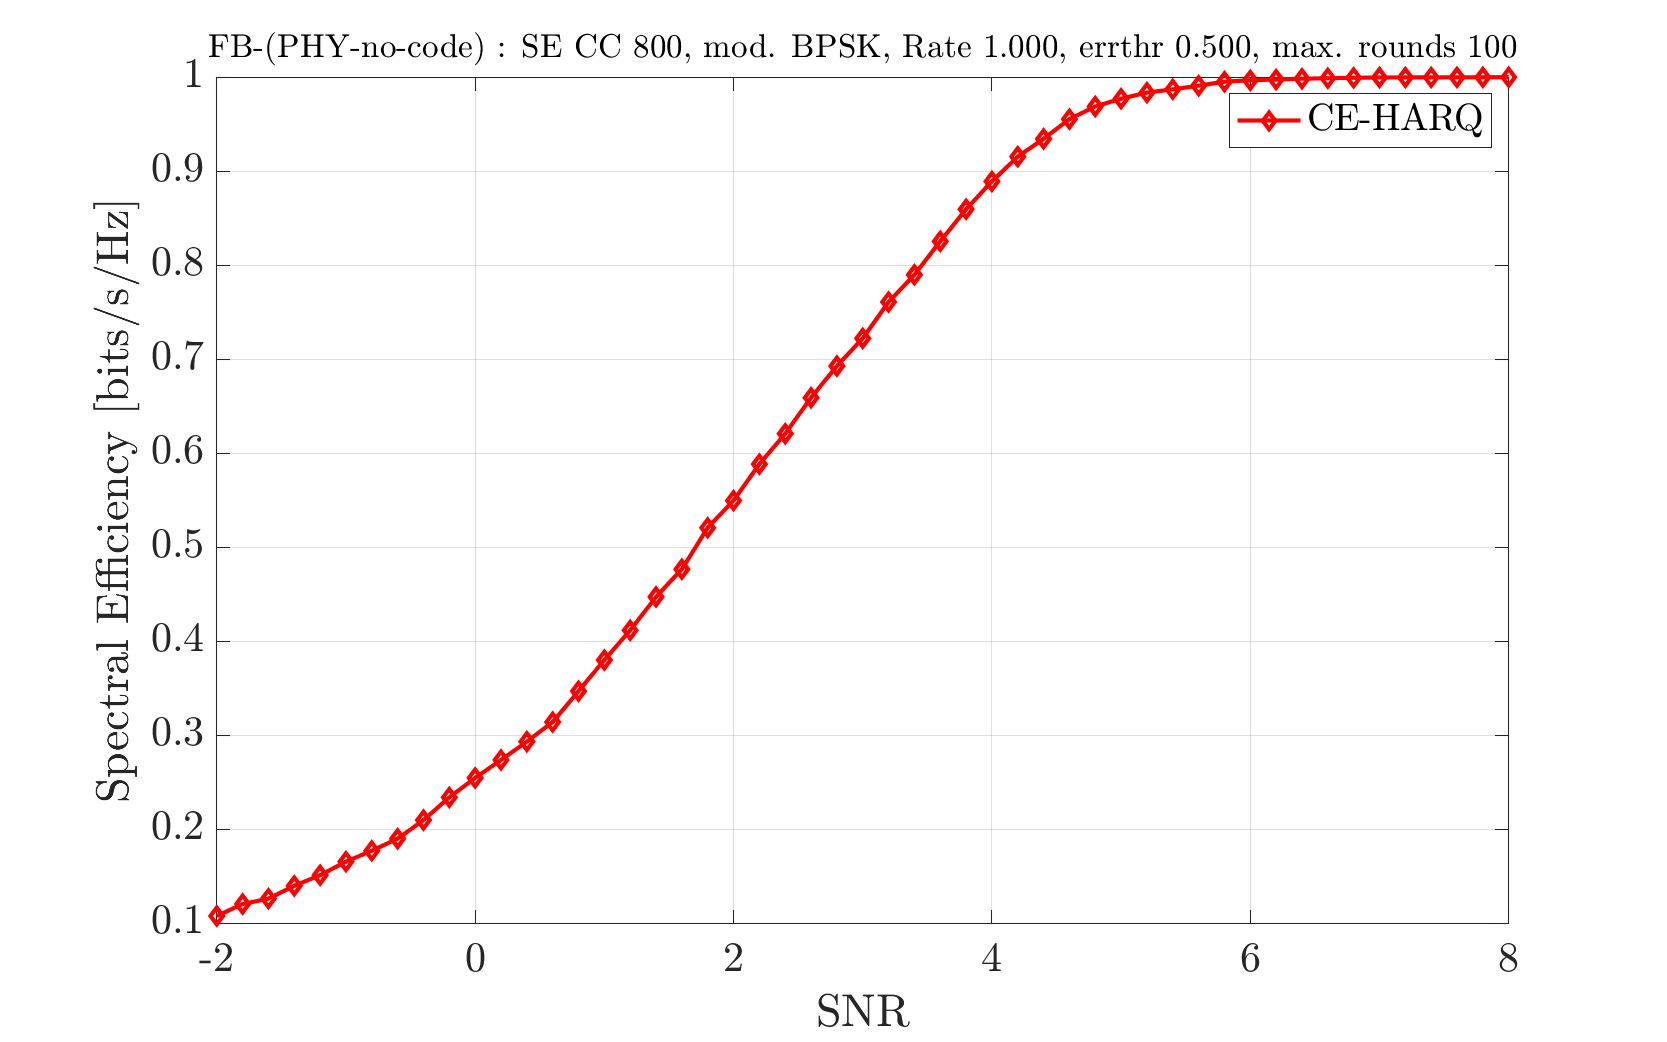 FB-(PHY-no-code) : SE CC 800, mod. BPSK, Rate 1.000, errthr 0.500, max. rounds 100
1
CE-HARQ
0.9
0.8
0.7
0.6
0.5
0.4
0.3
0.2
0.1
Spectral Efficiency [bits/s/Hz]
-2 0 2 4 6 8
SNR